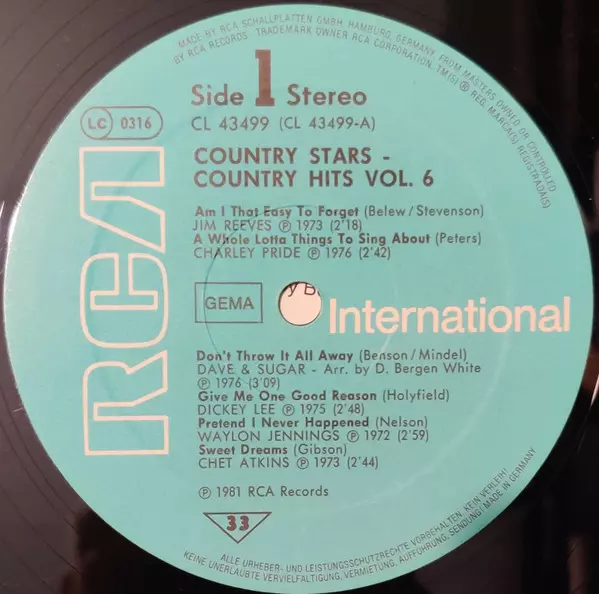 MADE BY RCA SCHALLPLATTEN GMBH, HAMBURG, GERMANY, FROM MASTERS OWNED OR CONTROLLED
BY RCA RECORDS TRADEMARK OWNER RCA CORPORATION. TM(S) ® REG. MARCA(S) REGISTRADA(S)
Side 1 Stereo
CL 43499 (CL 43499-A)
LC 0316
COUNTRY STARS -
COUNTRY HITS VOL. 6
Am I That Easy To Forget (Belew/Stevenson)
JIM REEVES ℗ 1973 (2'18)
A Whole Lotta Things To Sing About (Peters)
CHARLEY PRIDE ℗ 1976 (2'42)
RCA
GEMA
y B
International
Don't Throw It All Away (Benson/Mindel)
DAVE & SUGAR - Arr. by D. Bergen White
℗ 1976 (3'09)
Give Me One Good Reason (Holyfield)
DICKEY LEE ℗ 1975 (2'48)
Pretend I Never Happened (Nelson)
WAYLON JENNINGS ℗ 1972 (2'59)
Sweet Dreams (Gibson)
CHET ATKINS ℗ 1973 (2'44)
℗ 1981 RCA Records
33
ALLE URHEBER- UND LEISTUNGSSCHUTZRECHTE VORBEHALTEN. KEIN VERLEIH!
KEINE UNERLAUBTE VERVIELFÄLTIGUNG, VERMIETUNG, AUFFÜHRUNG, SENDUNG! MADE IN GERMANY